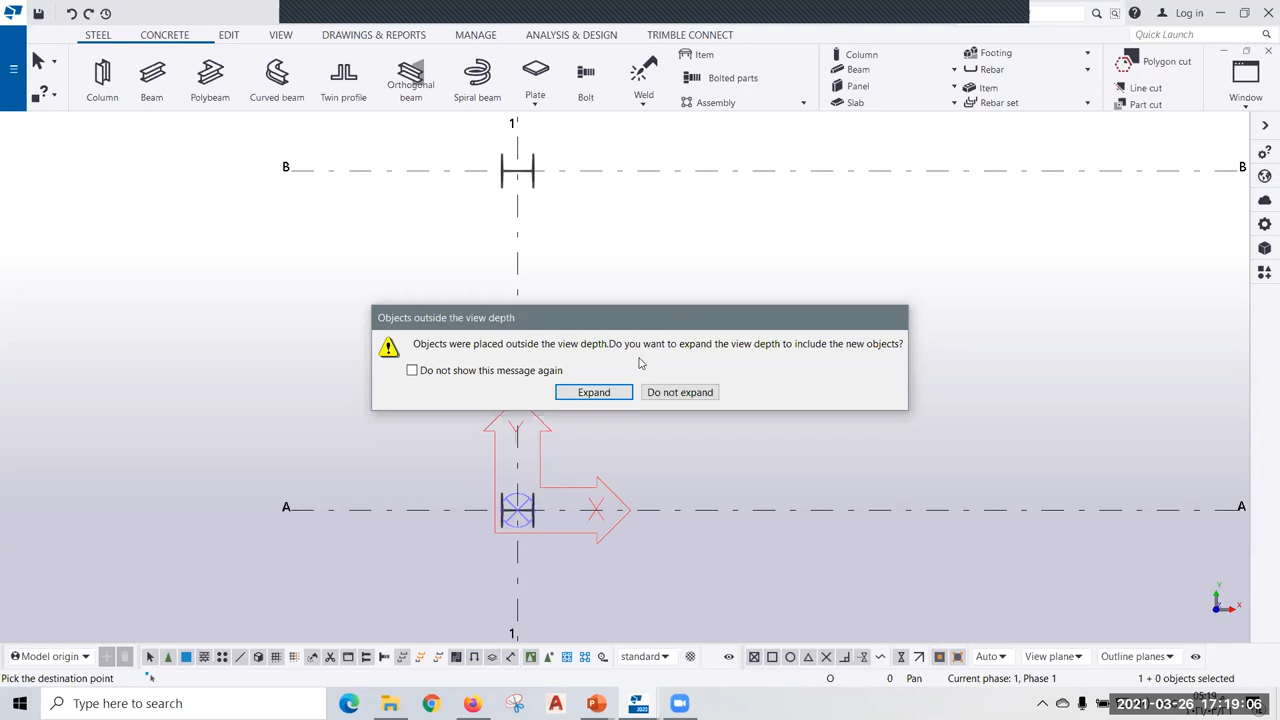 Log in
STEEL CONCRETE EDIT VIEW DRAWINGS & REPORTS MANAGE ANALYSIS & DESIGN TRIMBLE CONNECT Quick Launch
Column Beam Polybeam Curved beam Twin profile Orthogonal beam Spiral beam Plate Bolt Weld
Item
Bolted parts
Assembly
Column
Beam
Panel
Slab
Footing
Rebar
Item
Rebar set
Polygon cut
Line cut
Part cut
Window
1
B B
Objects outside the view depth
Objects were placed outside the view depth.Do you want to expand the view depth to include the new objects?
Do not show this message again
Expand Do not expand
Y
A X A
Y
X
1
Model origin standard Auto View plane Outline planes
Pick the destination point O 0 Pan Current phase: 1, Phase 1 1 + 0 objects selected
Type here to search
2021-03-26 17:19:06